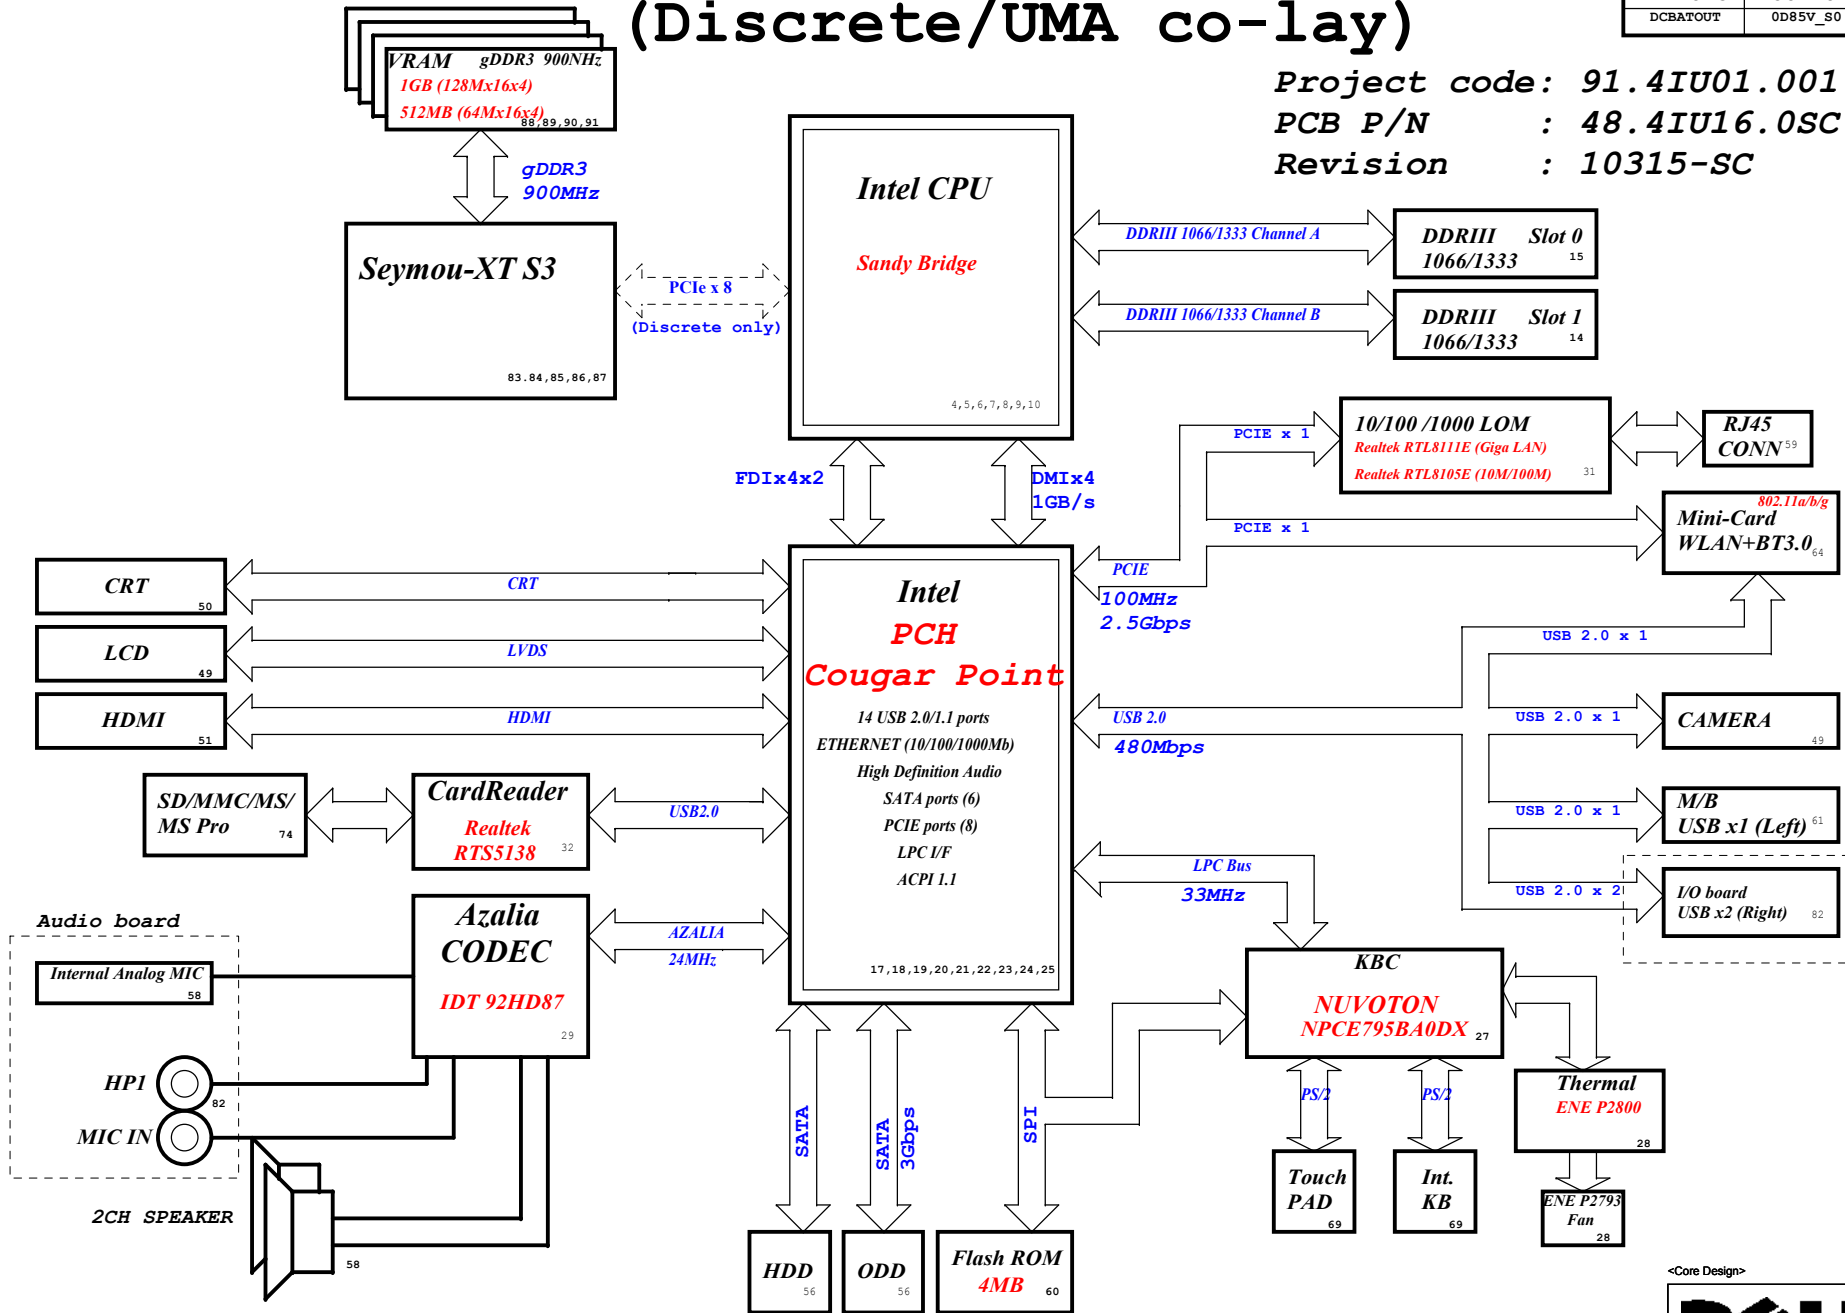 (Discrete/UMA co-lay)
DCBATOUT 0D85V_S0
Project code: 91.4IU01.001
PCB P/N : 48.4IU16.0SC
Revision : 10315-SC
VRAM gDDR3 900NHz
1GB (128Mx16x4)
512MB (64Mx16x4)
88,89,90,91
gDDR3
900MHz
Seymou-XT S3
83.84,85,86,87
PCIe x 8
(Discrete only)
Intel CPU
Sandy Bridge
4,5,6,7,8,9,10
DDRIII 1066/1333 Channel A
DDRIII Slot 0
1066/1333 15
DDRIII 1066/1333 Channel B
DDRIII Slot 1
1066/1333 14
FDIx4x2
DMIx4
1GB/s
PCIE x 1
10/100 /1000 LOM
Realtek RTL8111E (Giga LAN)
Realtek RTL8105E (10M/100M) 31
RJ45
CONN 59
PCIE x 1
802.11a/b/g
Mini-Card
WLAN+BT3.0 64
PCIE
100MHz
2.5Gbps
CRT 50
CRT
LCD 49
LVDS
HDMI 51
HDMI
Intel
PCH
Cougar Point
14 USB 2.0/1.1 ports
ETHERNET (10/100/1000Mb)
High Definition Audio
SATA ports (6)
PCIE ports (8)
LPC I/F
ACPI 1.1
17,18,19,20,21,22,23,24,25
USB 2.0 x 1
USB 2.0
480Mbps
USB 2.0 x 1
CAMERA 49
USB 2.0 x 1
M/B
USB x1 (Left) 61
USB 2.0 x 2
I/O board
USB x2 (Right) 82
SD/MMC/MS/
MS Pro 74
CardReader
Realtek
RTS5138 32
USB2.0
LPC Bus
33MHz
Audio board
Internal Analog MIC
58
Azalia
CODEC
IDT 92HD87
29
AZALIA
24MHz
HP1
82
MIC IN
2CH SPEAKER
58
KBC
NUVOTON
NPCE795BA0DX 27
SATA
SATA
3Gbps
SPI
PS/2
PS/2
Thermal
ENE P2800
28
Touch
PAD
69
Int.
KB
69
ENE P2793
Fan
28
HDD
56
ODD
56
Flash ROM
4MB 60
<Core Design>